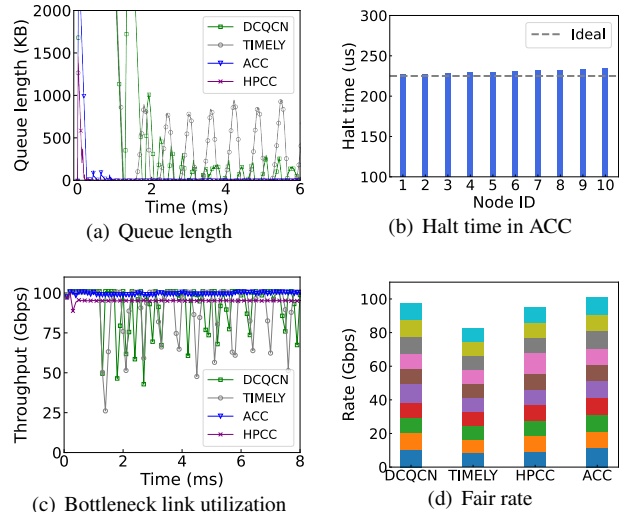 Queue length (KB)
2000
1500
1000
500
0
0
2
4
6
Time (ms)
DCQCN
TIMELY
ACC
HPCC
(a) Queue length
Halt time (us)
300
250
200
150
100
Ideal
1 2 3 4 5 6 7 8 9 10
Node ID
(b) Halt time in ACC
Throughput (Gbps)
100
75
50
25
0
0
2
4
6
8
Time (ms)
DCQCN
TIMELY
ACC
HPCC
(c) Bottleneck link utilization
Rate (Gbps)
100
80
60
40
20
0
DCQCN TIMELY HPCC ACC
(d) Fair rate